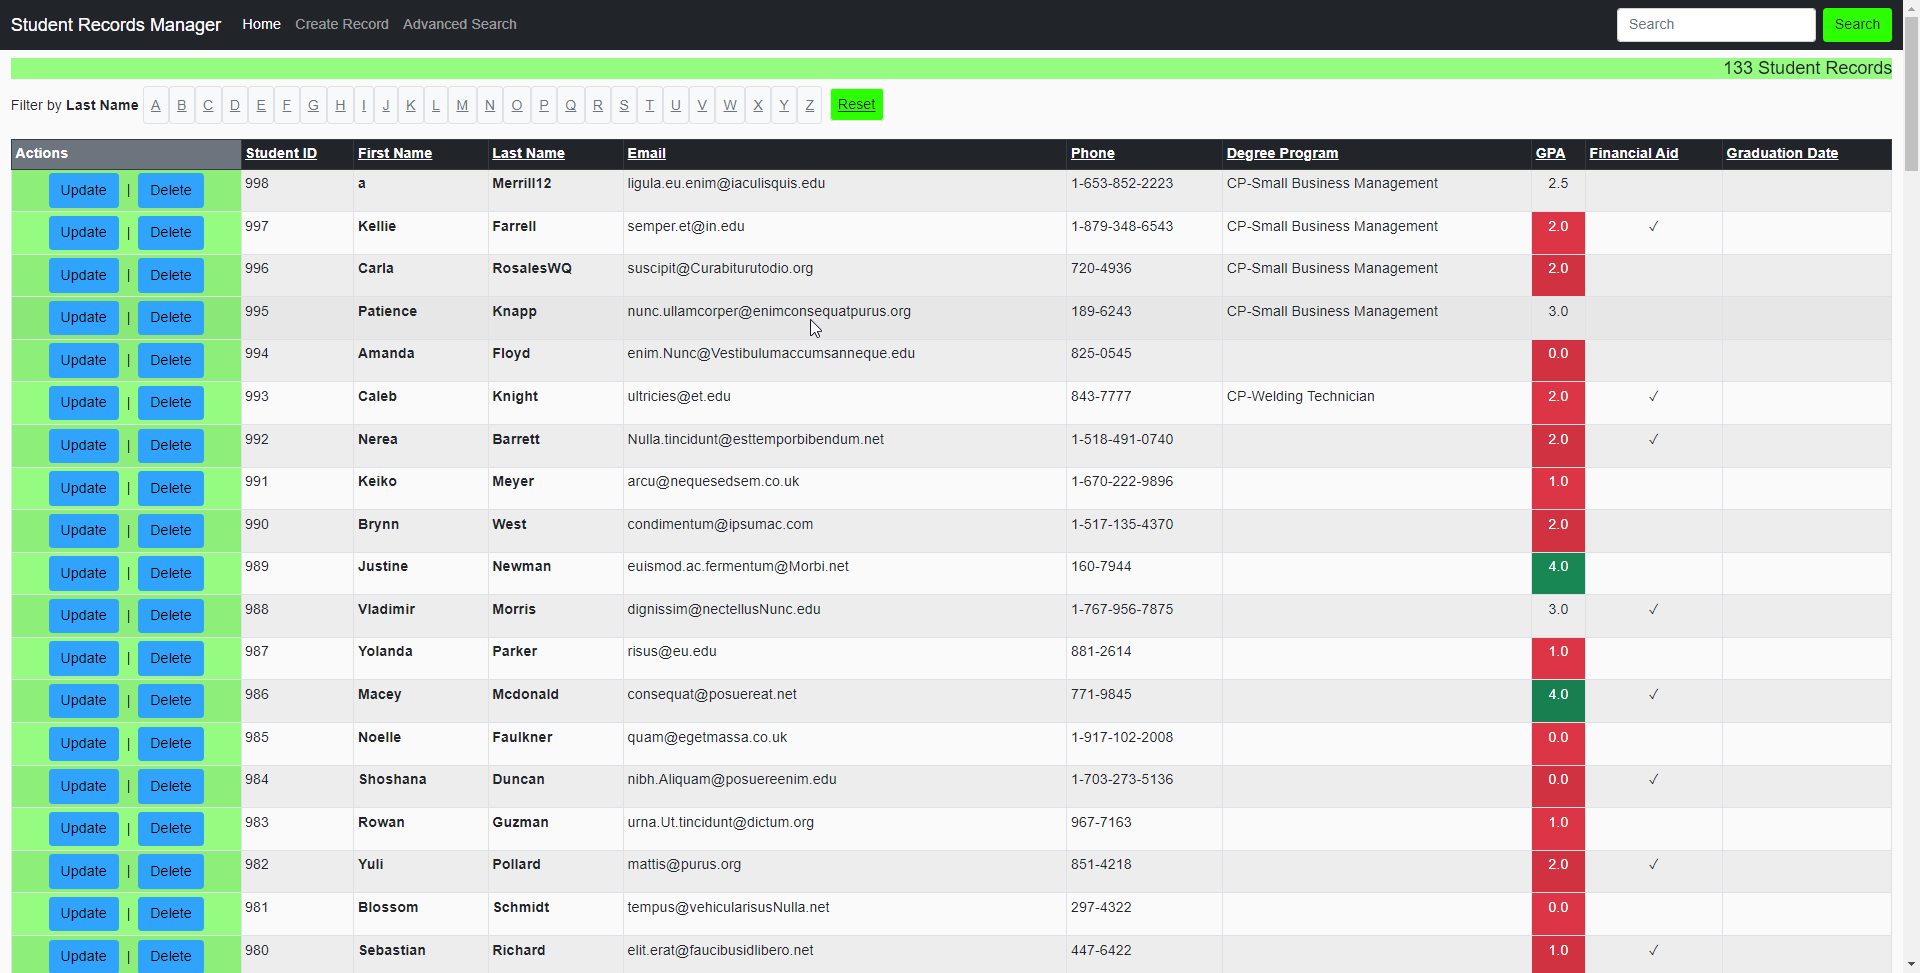 Student Records Manager Home Create Record Advanced Search Search Search
133 Student Records
Filter by Last Name A B C D E F G H I J K L M N O P Q R S T U V W X Y Z Reset
Actions Student ID First Name Last Name Email Phone Degree Program GPA Financial Aid Graduation Date
Update | Delete 998 a Merrill12 ligula.eu.enim@iaculisquis.edu 1-653-852-2223 CP-Small Business Management 2.5
Update | Delete 997 Kellie Farrell semper.et@in.edu 1-879-348-6543 CP-Small Business Management 2.0 ✓
Update | Delete 996 Carla RosalesWQ suscipit@Curabiturutodio.org 720-4936 CP-Small Business Management 2.0
Update | Delete 995 Patience Knapp nunc.ullamcorper@enimconsequatpurus.org 189-6243 CP-Small Business Management 3.0
Update | Delete 994 Amanda Floyd enim.Nunc@Vestibulumaccumsanneque.edu 825-0545 0.0
Update | Delete 993 Caleb Knight ultricies@et.edu 843-7777 CP-Welding Technician 2.0 ✓
Update | Delete 992 Nerea Barrett Nulla.tincidunt@esttemporbibendum.net 1-518-491-0740 2.0 ✓
Update | Delete 991 Keiko Meyer arcu@nequesedsem.co.uk 1-670-222-9896 1.0
Update | Delete 990 Brynn West condimentum@ipsumac.com 1-517-135-4370 2.0
Update | Delete 989 Justine Newman euismod.ac.fermentum@Morbi.net 160-7944 4.0
Update | Delete 988 Vladimir Morris dignissim@nectellusNunc.edu 1-767-956-7875 3.0 ✓
Update | Delete 987 Yolanda Parker risus@eu.edu 881-2614 1.0
Update | Delete 986 Macey Mcdonald consequat@posuereat.net 771-9845 4.0 ✓
Update | Delete 985 Noelle Faulkner quam@egetmassa.co.uk 1-917-102-2008 0.0
Update | Delete 984 Shoshana Duncan nibh.Aliquam@posuereenim.edu 1-703-273-5136 0.0 ✓
Update | Delete 983 Rowan Guzman urna.Ut.tincidunt@dictum.org 967-7163 1.0
Update | Delete 982 Yuli Pollard mattis@purus.org 851-4218 2.0 ✓
Update | Delete 981 Blossom Schmidt tempus@vehicularisusNulla.net 297-4322 0.0
Update | Delete 980 Sebastian Richard elit.erat@faucibusidlibero.net 447-6422 1.0 ✓